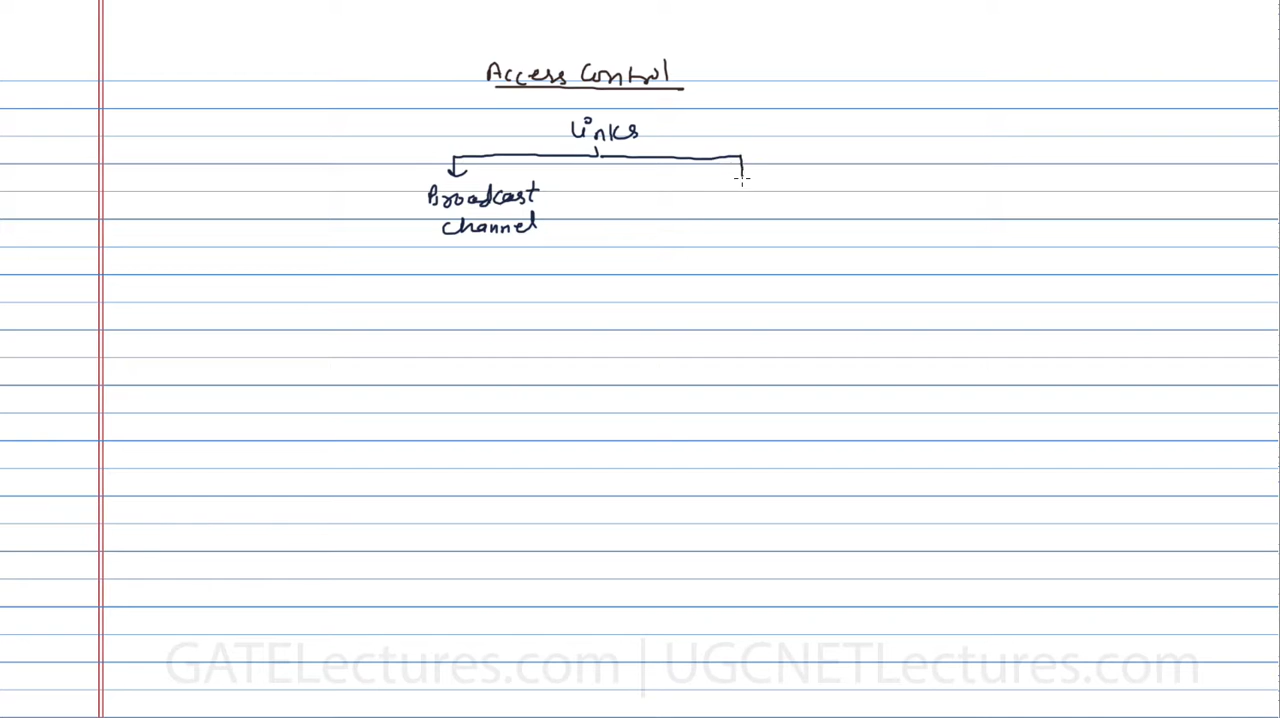 Access Control
Links
Broadcast
channel
GATELectures.com | UGCNETLectures.com